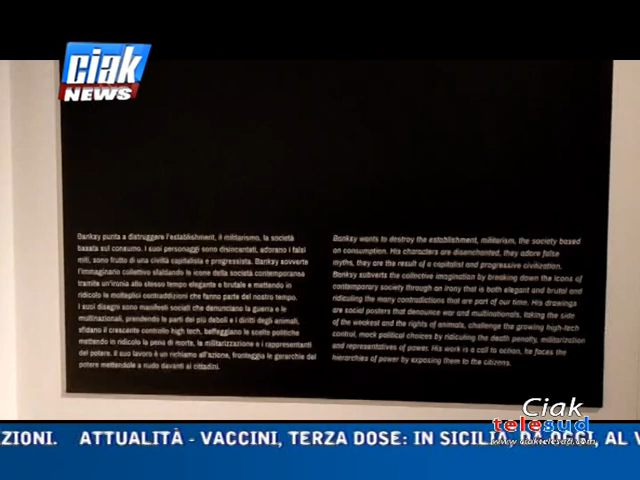 ciak
NEWS
Banksy punta a distruggere l'establishment, il militarismo, la società
basata sul consumo. I suoi personaggi sono disincantati, adorano i falsi
miti, sono frutto di una civiltà capitalista e progressista. Banksy sovverte
l'immaginario collettivo sfaldando le icone della società contemporanea
tramite un'ironia allo stesso tempo elegante e brutale e mettendo in
ridicolo le molteplici contraddizioni che fanno parte del nostro tempo.
I suoi disegni sono manifesti sociali che denunciano la guerra e le
multinazionali, prendendo le parti dei più deboli e i diritti degli animali,
sfidano il crescente controllo high tech, beffeggiano le scelte politiche
mettendo in ridicolo la pena di morte, la militarizzazione e i rappresentanti
del potere. Il suo lavoro è un richiamo all'azione, fronteggia le gerarchie del
potere mettendole a nudo davanti ai cittadini.
Banksy wants to destroy the establishment, militarism, the society based
on consumption. His characters are disenchanted, they adore false
myths, they are the result of a capitalist and progressive civilization.
Banksy subverts the collective imagination by breaking down the icons of
contemporary society through an irony that is both elegant and brutal and
ridiculing the many contradictions that are part of our time. His drawings
are social posters that denounce war and multinationals, taking the side
of the weakest and the rights of animals, challenge the growing high-tech
control, mock political choices by ridiculing the death penalty, militarization
and representatives of power. His work is a call to action, he faces the
hierarchies of power by exposing them to the citizens.
Ciak
telesud
www.ciaktelesud.com
ZIONI. ATTUALITÀ - VACCINI, TERZA DOSE: IN SICILIA DA OGGI, AL V